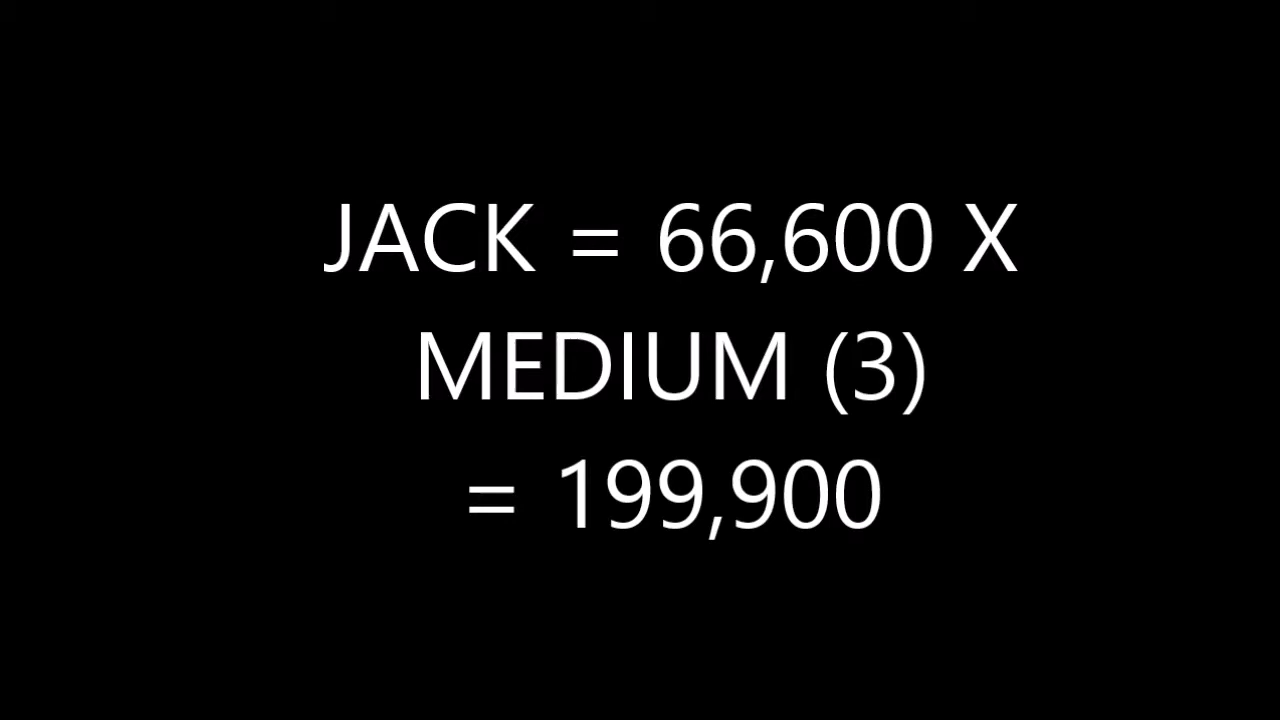 JACK = 66,600 X
MEDIUM (3)
= 199,900